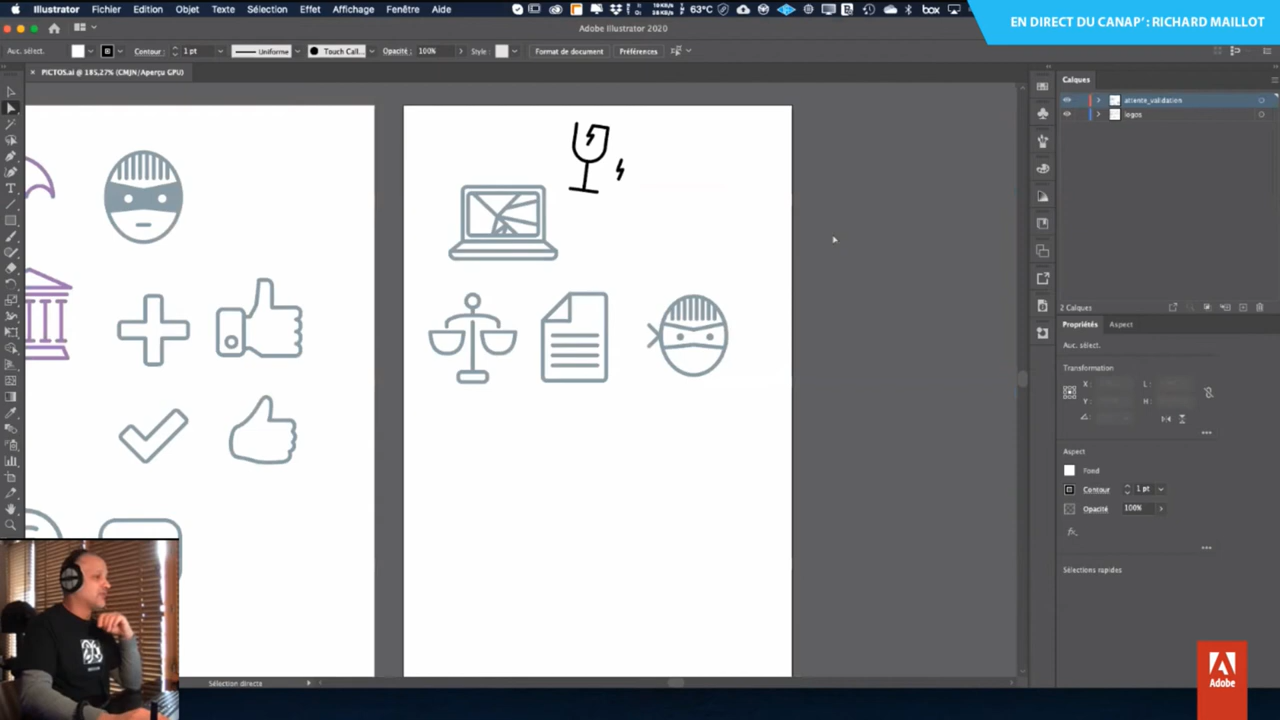 Illustrator Fichier Edition Objet Texte Sélection Effet Affichage Fenêtre Aide 63°C box
EN DIRECT DU CANAP' : RICHARD MAILLOT
Adobe Illustrator 2020
Auc. sélect. Contour : 1 pt Uniforme Touch Call... Opacité : 100% Style : Format de document Préférences
PICTOS.ai @ 185,27% (CMJN/Aperçu GPU)
Calques
attente_validation
logos
2 Calques
Propriétés Aspect
Auc. sélect.
Transformation
X : L :
Y : H :
Aspect
Fond
Contour 1 pt
Opacité 100%
fx.
Sélections rapides
Sélection directe
Adobe